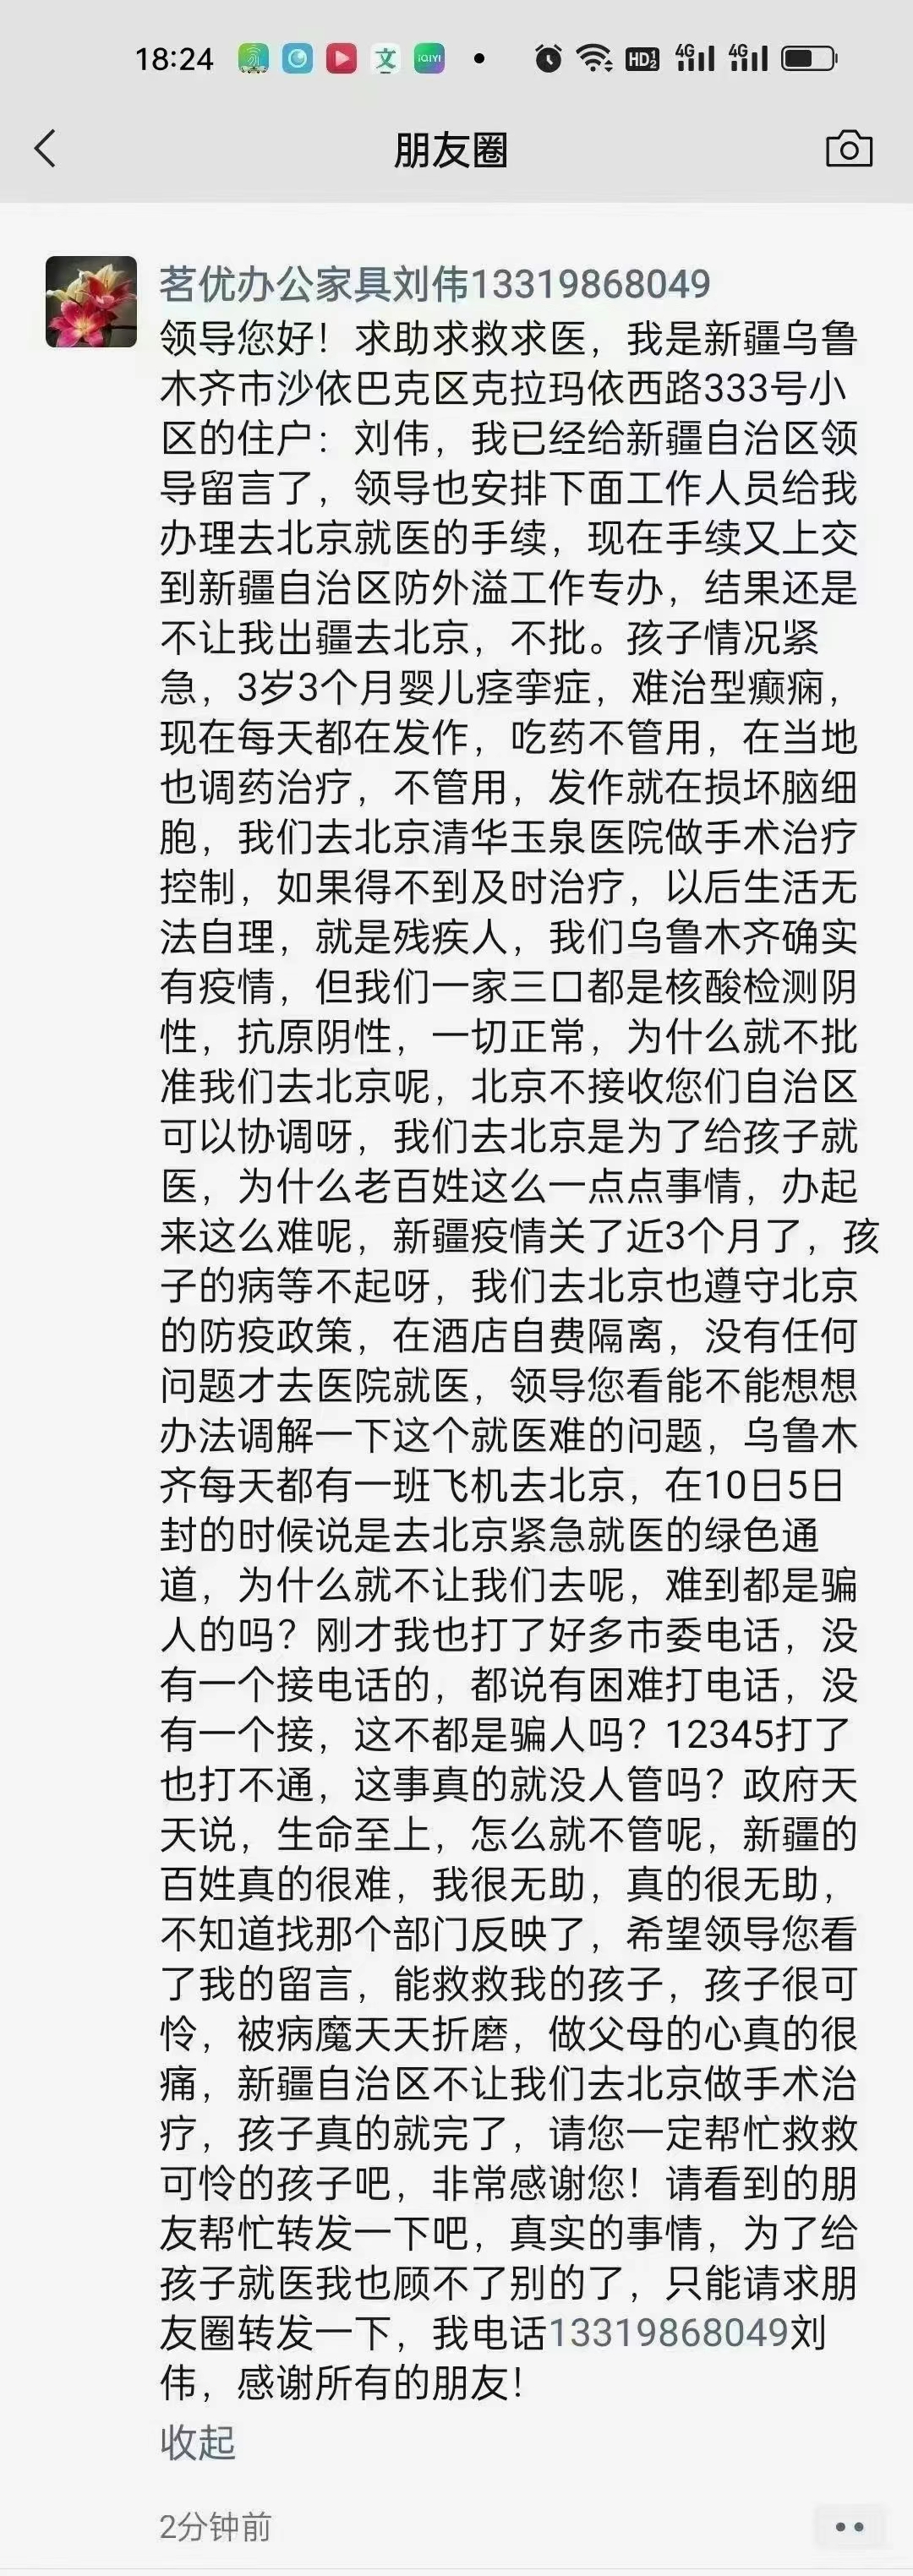 18:24
文
iQIYI
HD1 2
4G
4G
朋友圈
茗优办公家具刘伟13319868049
领导您好！求助求救求医，我是新疆乌鲁
木齐市沙依巴克区克拉玛依西路333号小
区的住户：刘伟，我已经给新疆自治区领
导留言了，领导也安排下面工作人员给我
办理去北京就医的手续，现在手续又上交
到新疆自治区防外溢工作专办，结果还是
不让我出疆去北京，不批。孩子情况紧
急，3岁3个月婴儿痉挛症，难治型癫痫，
现在每天都在发作，吃药不管用，在当地
也调药治疗，不管用，发作就在损坏脑细
胞，我们去北京清华玉泉医院做手术治疗
控制，如果得不到及时治疗，以后生活无
法自理，就是残疾人，我们乌鲁木齐确实
有疫情，但我们一家三口都是核酸检测阴
性，抗原阴性，一切正常，为什么就不批
准我们去北京呢，北京不接收您们自治区
可以协调呀，我们去北京是为了给孩子就
医，为什么老百姓这么一点点事情，办起
来这么难呢，新疆疫情关了近3个月了，孩
子的病等不起呀，我们去北京也遵守北京
的防疫政策，在酒店自费隔离，没有任何
问题才去医院就医，领导您看能不能想想
办法调解一下这个就医难的问题，乌鲁木
齐每天都有一班飞机去北京，在10日5日
封的时候说是去北京紧急就医的绿色通
道，为什么就不让我们去呢，难到都是骗
人的吗？刚才我也打了好多市委电话，没
有一个接电话的，都说有困难打电话，没
有一个接，这不都是骗人吗？12345打了
也打不通，这事真的就没人管吗？政府天
天说，生命至上，怎么就不管呢，新疆的
百姓真的很难，我很无助，真的很无助，
不知道找那个部门反映了，希望领导您看
了我的留言，能救救我的孩子，孩子很可
怜，被病魔天天折磨，做父母的心真的很
痛，新疆自治区不让我们去北京做手术治
疗，孩子真的就完了，请您一定帮忙救救
可怜的孩子吧，非常感谢您！请看到的朋
友帮忙转发一下吧，真实的事情，为了给
孩子就医我也顾不了别的了，只能请求朋
友圈转发一下，我电话13319868049刘
伟，感谢所有的朋友！
收起
2分钟前